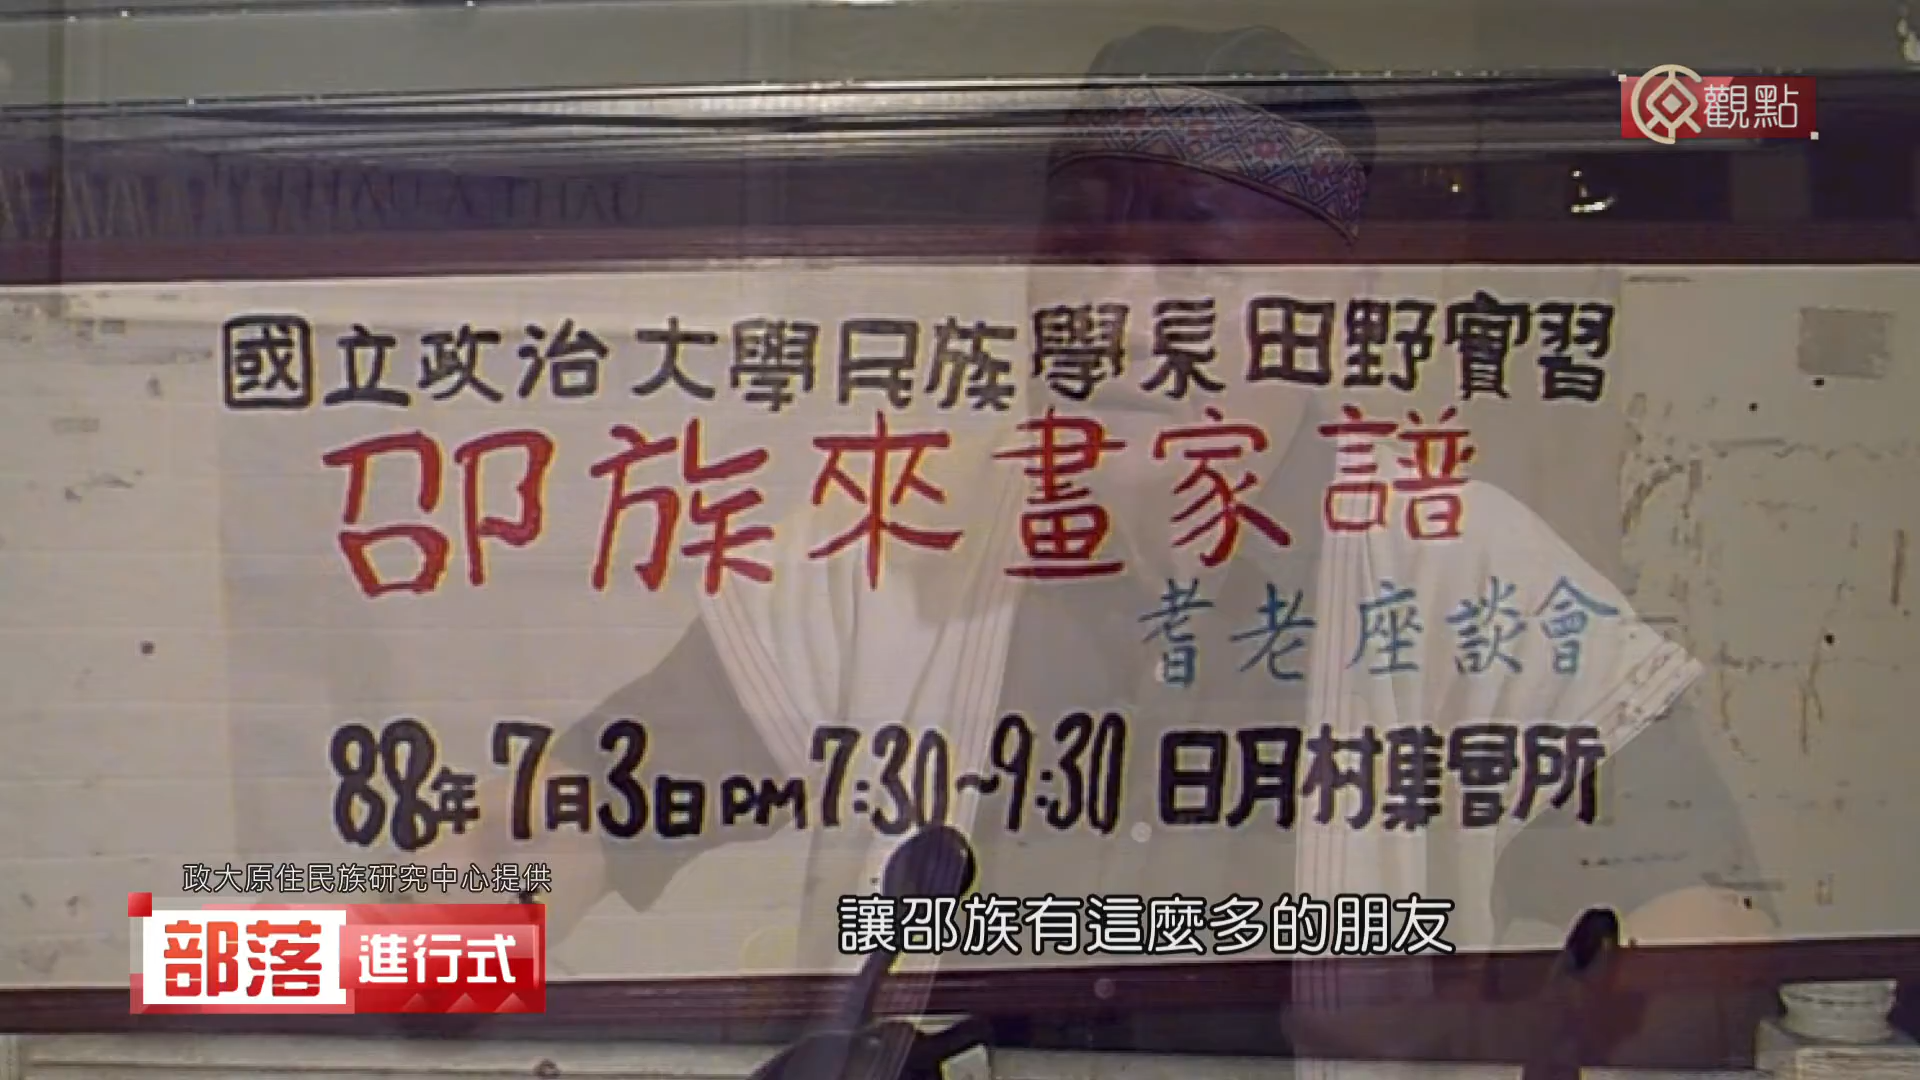 觀點
國立政治大學民族學系田野實習
邵族來畫家譜
耆老座談會
88年7月3日PM7:30~9:30 日月村集會所
政大原住民族研究中心提供
讓邵族有這麼多的朋友
部落 進行式